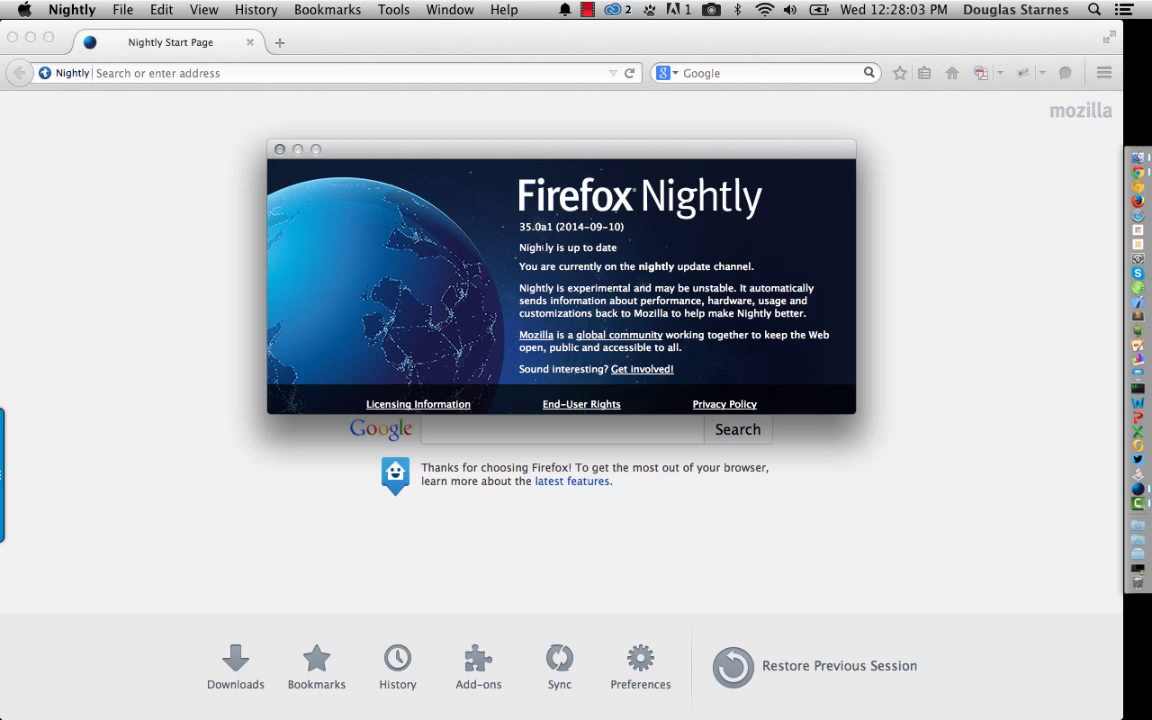 Nightly File Edit View History Bookmarks Tools Window Help 2 1 Wed 12:28:03 PM Douglas Starnes
Nightly Start Page
Nightly Search or enter address
Google
mozilla
Firefox Nightly
35.0a1 (2014-09-10)
Nightly is up to date
You are currently on the nightly update channel.
Nightly is experimental and may be unstable. It automatically
sends information about performance, hardware, usage and
customizations back to Mozilla to help make Nightly better.
Mozilla is a global community working together to keep the Web
open, public and accessible to all.
Sound interesting? Get involved!
Licensing Information End-User Rights Privacy Policy
Google Search
Thanks for choosing Firefox! To get the most out of your browser,
learn more about the latest features.
Downloads Bookmarks History Add-ons Sync Preferences Restore Previous Session